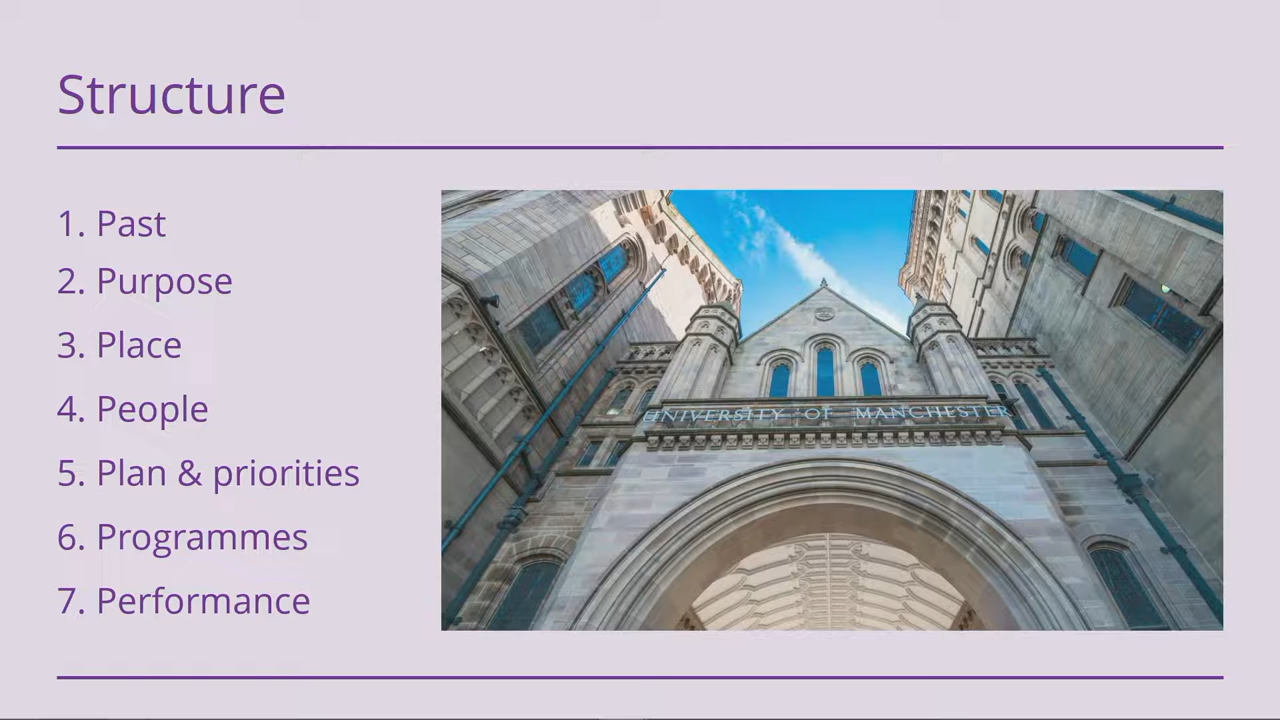 Structure
1. Past
2. Purpose
3. Place
4. People
5. Plan & priorities
6. Programmes
7. Performance
UNIVERSITY OF MANCHESTER